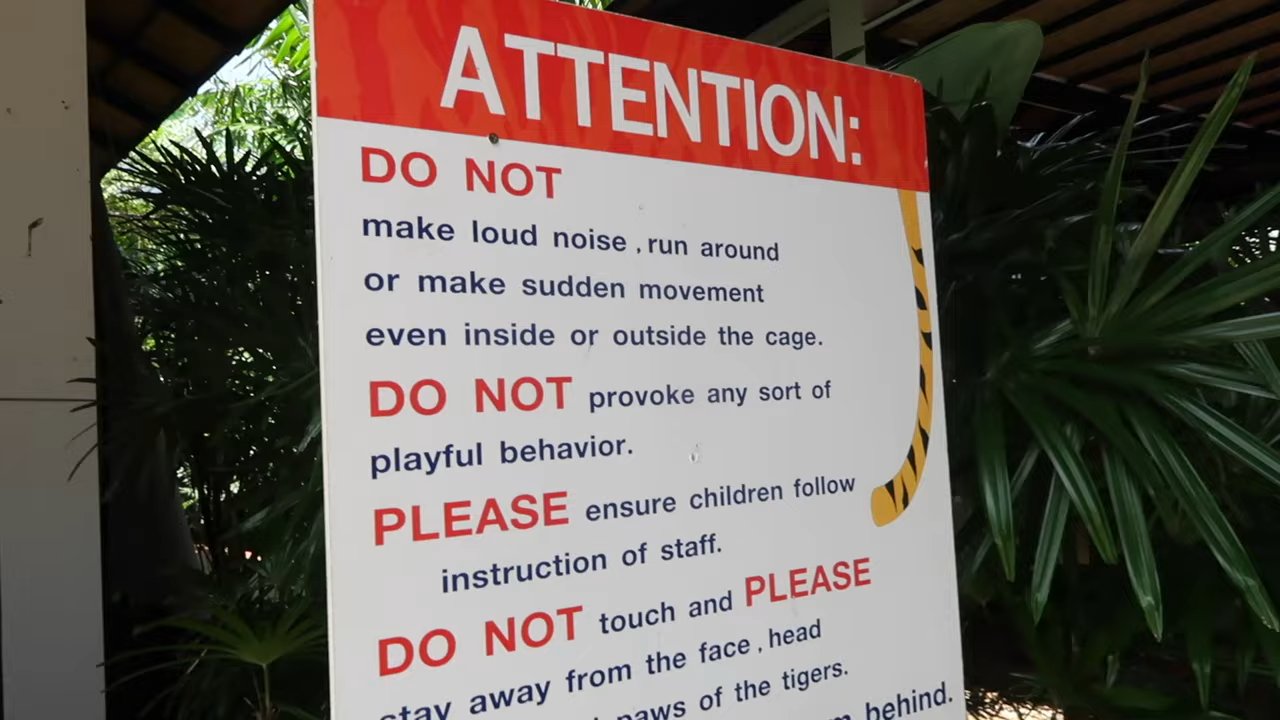 ATTENTION:
DO NOT
make loud noise , run around
or make sudden movement
even inside or outside the cage.
DO NOT provoke any sort of
playful behavior.
PLEASE ensure children follow
instruction of staff.
DO NOT touch and PLEASE
stay away from the face , head
paws of the tigers.
behind.